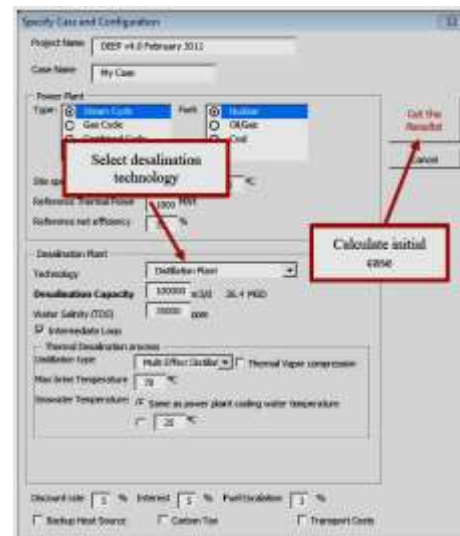 Specify Case and Configuration
Project Name DEEP v4.0 February 2011
Case Name My Case
Power Plant
Type: Steam Cycle Fuel: Nuclear
Gas Cycle Oil/Gas
Coal
Get the Results!
Cancel
Select desalination technology
°C
Reference Thermal Power 1000 MWt
Reference net efficiency %
Calculate initial case
Desalination Plant
Technology Distillation Plant
Desalination Capacity 100000 m3/d 26.4 MGD
Water Salinity (TDS) ppm
Intermediate Loop
Thermal Desalination process
Distillation type Multi Effect Distillat Thermal Vapor compression
Max brine Temperature 70 °C
Seawater Temperature Same as power plant cooling water temperature
25 °C
Discount rate 5 % Interest 5 % Fuel Escalation 3 %
Backup Heat Source Carbon Tax Transport Costs